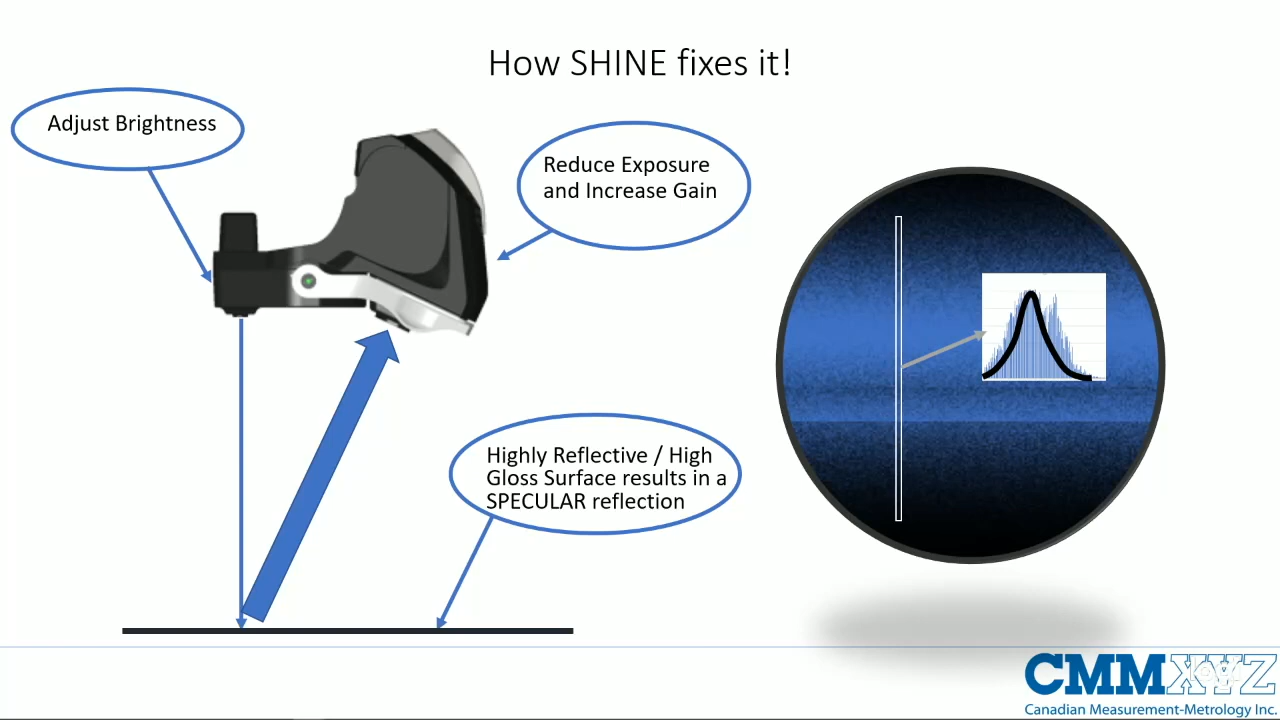 How SHINE fixes it!
Adjust Brightness
Reduce Exposure
and Increase Gain
Highly Reflective / High
Gloss Surface results in a
SPECULAR reflection
CMMXYZ
Canadian Measurement-Metrology Inc.